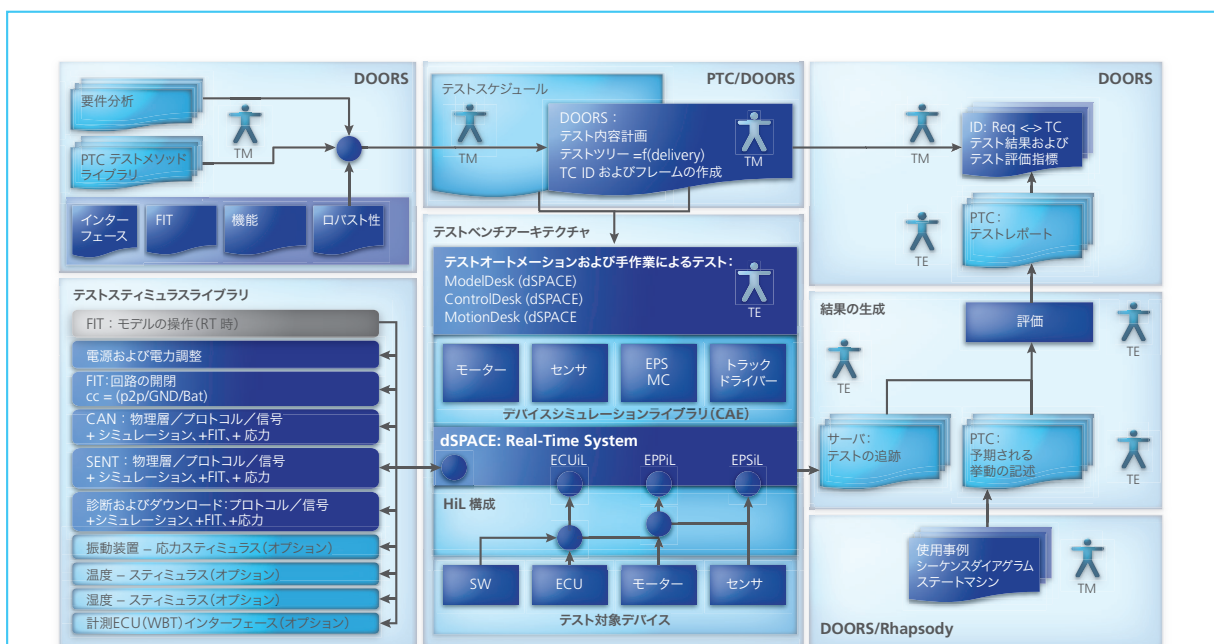 DOORS
要件分析
TM
PTC テストメソッド
ライブラリ
インター
フェース
FIT
機能
ロバスト性
PTC/DOORS
テストスケジュール
TM
DOORS：
テスト内容計画
テストツリー =f(delivery)
TC ID およびフレームの作成
TM
DOORS
TM
ID: Req <-> TC
テスト結果および
テスト評価指標
TE
PTC：
テストレポート
テストスティミュラスライブラリ
FIT：モデルの操作（RT 時）
電源および電力調整
FIT：回路の開閉
cc = (p2p/GND/Bat)
CAN：物理層／プロトコル／信号
+ シミュレーション、+FIT、+ 応力
SENT：物理層／プロトコル／信号
+ シミュレーション、+FIT、+ 応力
診断およびダウンロード：プロトコル／信号
+シミュレーション、+FIT、+応力
振動装置 – 応力スティミュラス（オプション）
温度 – スティミュラス（オプション）
湿度 – スティミュラス（オプション）
計測ECU（WBT）インターフェース（オプション）
テストベンチアーキテクチャ
テストオートメーションおよび手作業によるテスト：
ModelDesk (dSPACE)
ControlDesk (dSPACE)
MotionDesk (dSPACE
TE
モーター
センサ
EPS
MC
トラック
ドライバー
デバイスシミュレーションライブラリ（CAE）
dSPACE: Real-Time System
ECUiL
EPPiL
EPSiL
HiL 構成
SW
ECU
モーター
センサ
テスト対象デバイス
結果の生成
評価
TE
TE
サーバ：
テストの追跡
PTC：
予期される
挙動の記述
TE
使用事例
シーケンスダイアグラム
ステートマシン
TM
DOORS/Rhapsody